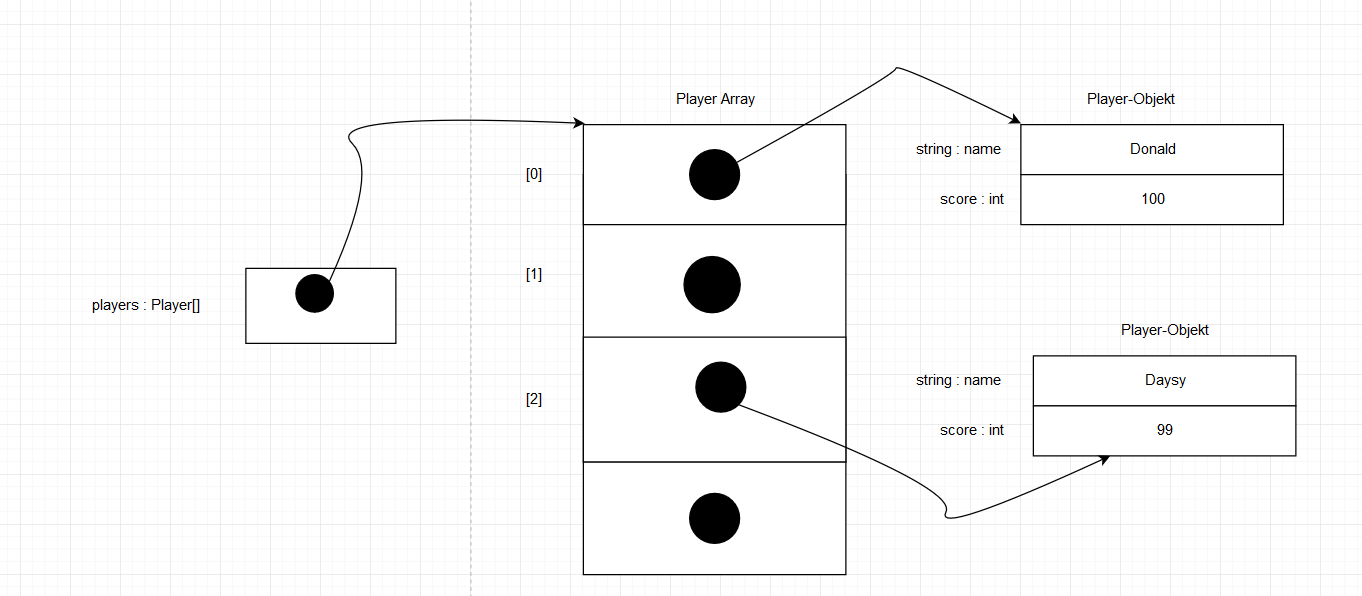 Player Array
Player-Objekt
string : name
Donald
[0]
score : int
100
[1]
players : Player[]
Player-Objekt
string : name
Daysy
[2]
score : int
99